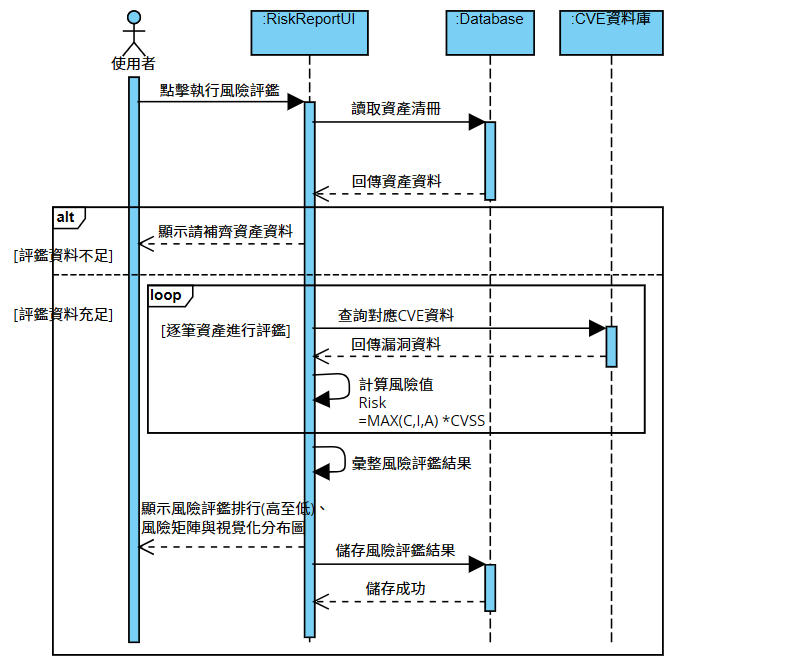 使用者
:RiskReportUI
:Database
:CVE資料庫
點擊執行風險評鑑
讀取資產清冊
回傳資產資料
alt
顯示請補齊資產資料
[評鑑資料不足]
loop
[評鑑資料充足]
查詢對應CVE資料
[逐筆資產進行評鑑]
回傳漏洞資料
計算風險值
Risk
=MAX(C,I,A) *CVSS
彙整風險評鑑結果
顯示風險評鑑排行(高至低)、
風險矩陣與視覺化分布圖
儲存風險評鑑結果
儲存成功